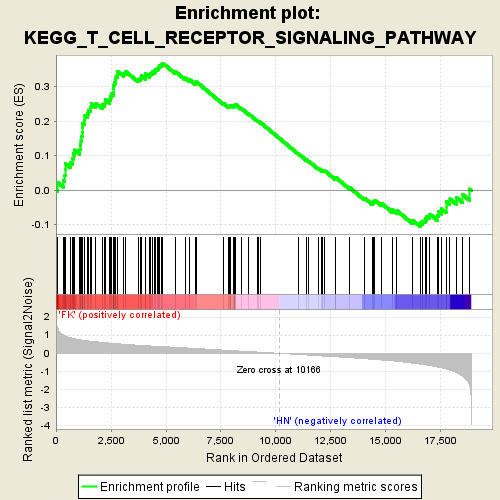 Enrichment plot:
KEGG_T_CELL_RECEPTOR_SIGNALING_PATHWAY
Enrichment score (ES)
0.3
0.2
0.1
0.0
-0.1
'FK' (positively correlated)
Ranked list metric (Signal2Noise)
2
1
0
-1
-2
-3
-4
Zero cross at 10166
'HN' (negatively correlated)
0
2,500
5,000
7,500
10,000
12,500
15,000
17,500
Rank in Ordered Dataset
Enrichment profile
Hits
Ranking metric scores